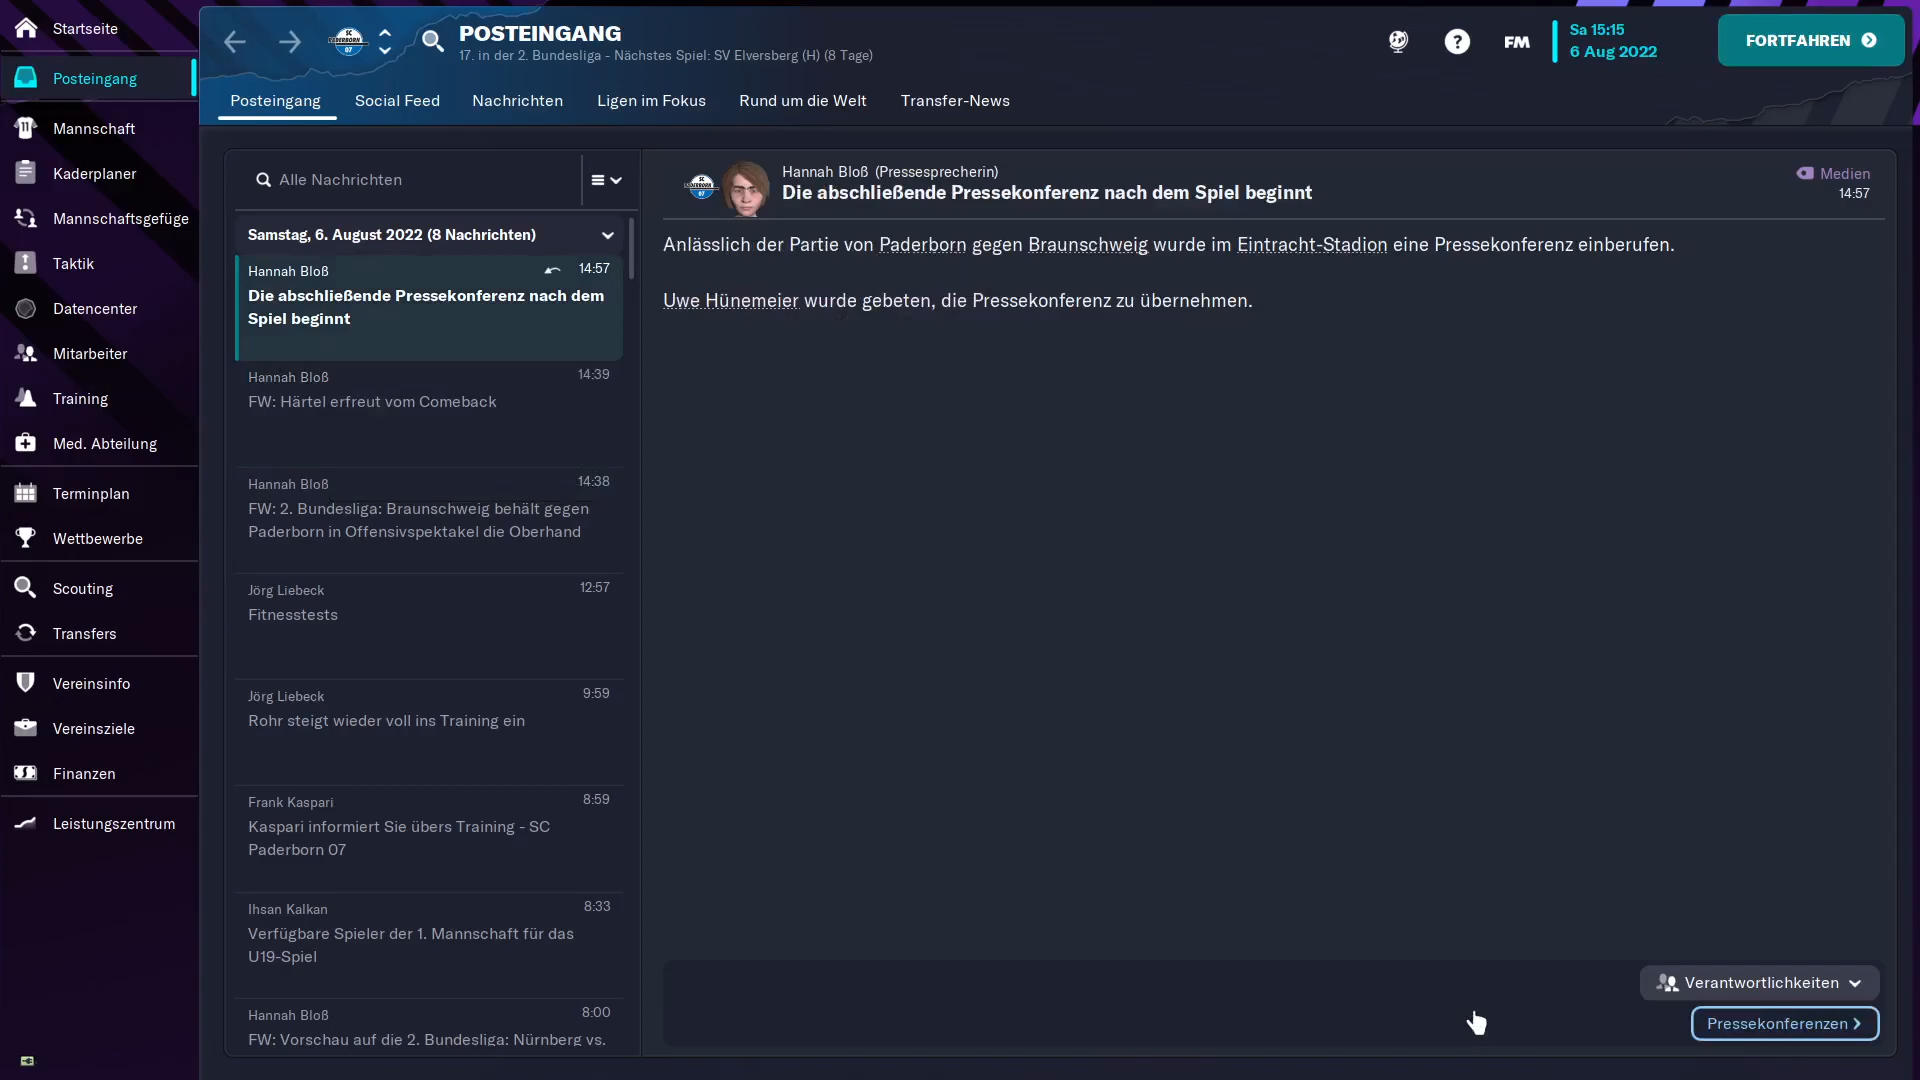 Startseite
Posteingang
Mannschaft
Kaderplaner
Mannschaftsgefüge
Taktik
Datencenter
Mitarbeiter
Training
Med. Abteilung
Terminplan
Wettbewerbe
Scouting
Transfers
Vereinsinfo
Vereinsziele
Finanzen
Leistungszentrum
POSTEINGANG
17. in der 2. Bundesliga - Nächstes Spiel: SV Elversberg (H) (8 Tage)
FM
Sa 15:15
6 Aug 2022
FORTFAHREN
Posteingang Social Feed Nachrichten Ligen im Fokus Rund um die Welt Transfer-News
Alle Nachrichten
Samstag, 6. August 2022 (8 Nachrichten)
Hannah Bloß 14:57
Die abschließende Pressekonferenz nach dem
Spiel beginnt
Hannah Bloß 14:39
FW: Härtel erfreut vom Comeback
Hannah Bloß 14:38
FW: 2. Bundesliga: Braunschweig behält gegen
Paderborn in Offensivspektakel die Oberhand
Jörg Liebeck 12:57
Fitnesstests
Jörg Liebeck 9:59
Rohr steigt wieder voll ins Training ein
Frank Kaspari 8:59
Kaspari informiert Sie übers Training - SC
Paderborn 07
Ihsan Kalkan 8:33
Verfügbare Spieler der 1. Mannschaft für das
U19-Spiel
Hannah Bloß 8:00
FW: Vorschau auf die 2. Bundesliga: Nürnberg vs.
Hannah Bloß (Pressesprecherin)
Die abschließende Pressekonferenz nach dem Spiel beginnt
Medien
14:57
Anlässlich der Partie von Paderborn gegen Braunschweig wurde im Eintracht-Stadion eine Pressekonferenz einberufen.
Uwe Hünemeier wurde gebeten, die Pressekonferenz zu übernehmen.
Verantwortlichkeiten
Pressekonferenzen